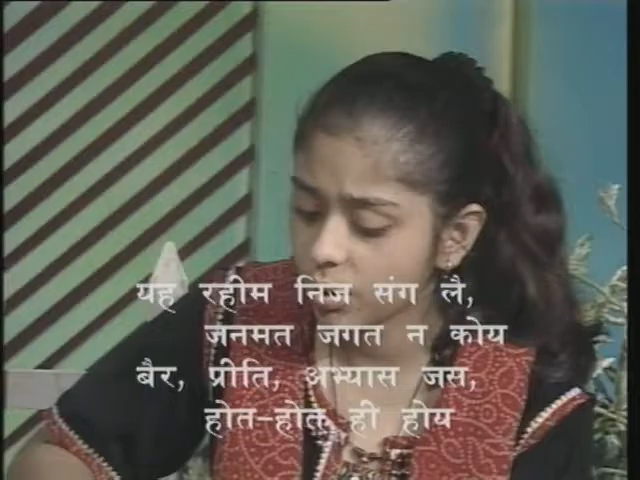 यह रहीम निज संग लै,
जनमत जगत न कोय
बैर, प्रीति, अभ्यास जस,
होत-होत ही होय